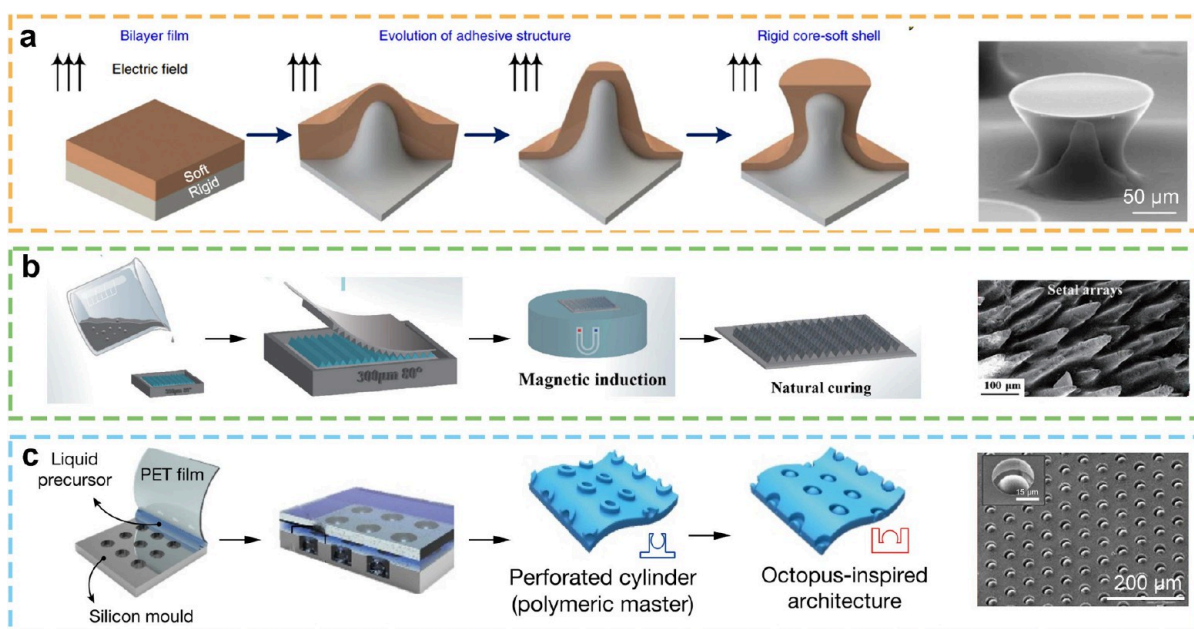 a
Bilayer film
Evolution of adhesive structure
Rigid core-soft shell
Electric field
Soft
Rigid
50 μm
b
300μm 80°
Magnetic induction
Natural curing
Setal arrays
100 μm
c
Liquid
precursor
PET film
Silicon mould
Perforated cylinder
(polymeric master)
Octopus-inspired
architecture
15 μm
200 μm